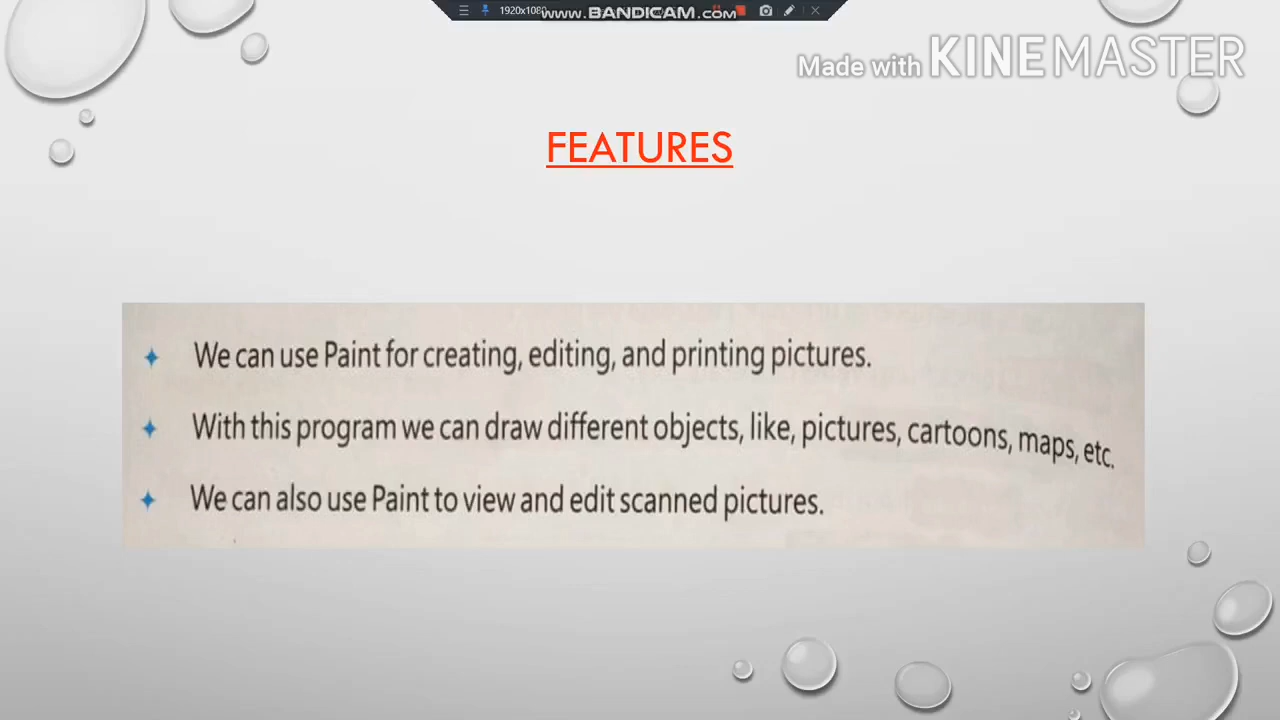 1920x1080
www.BANDICAM.com
Made with KINEMASTER
FEATURES
We can use Paint for creating, editing, and printing pictures.
With this program we can draw different objects, like, pictures, cartoons, maps, etc.
We can also use Paint to view and edit scanned pictures.